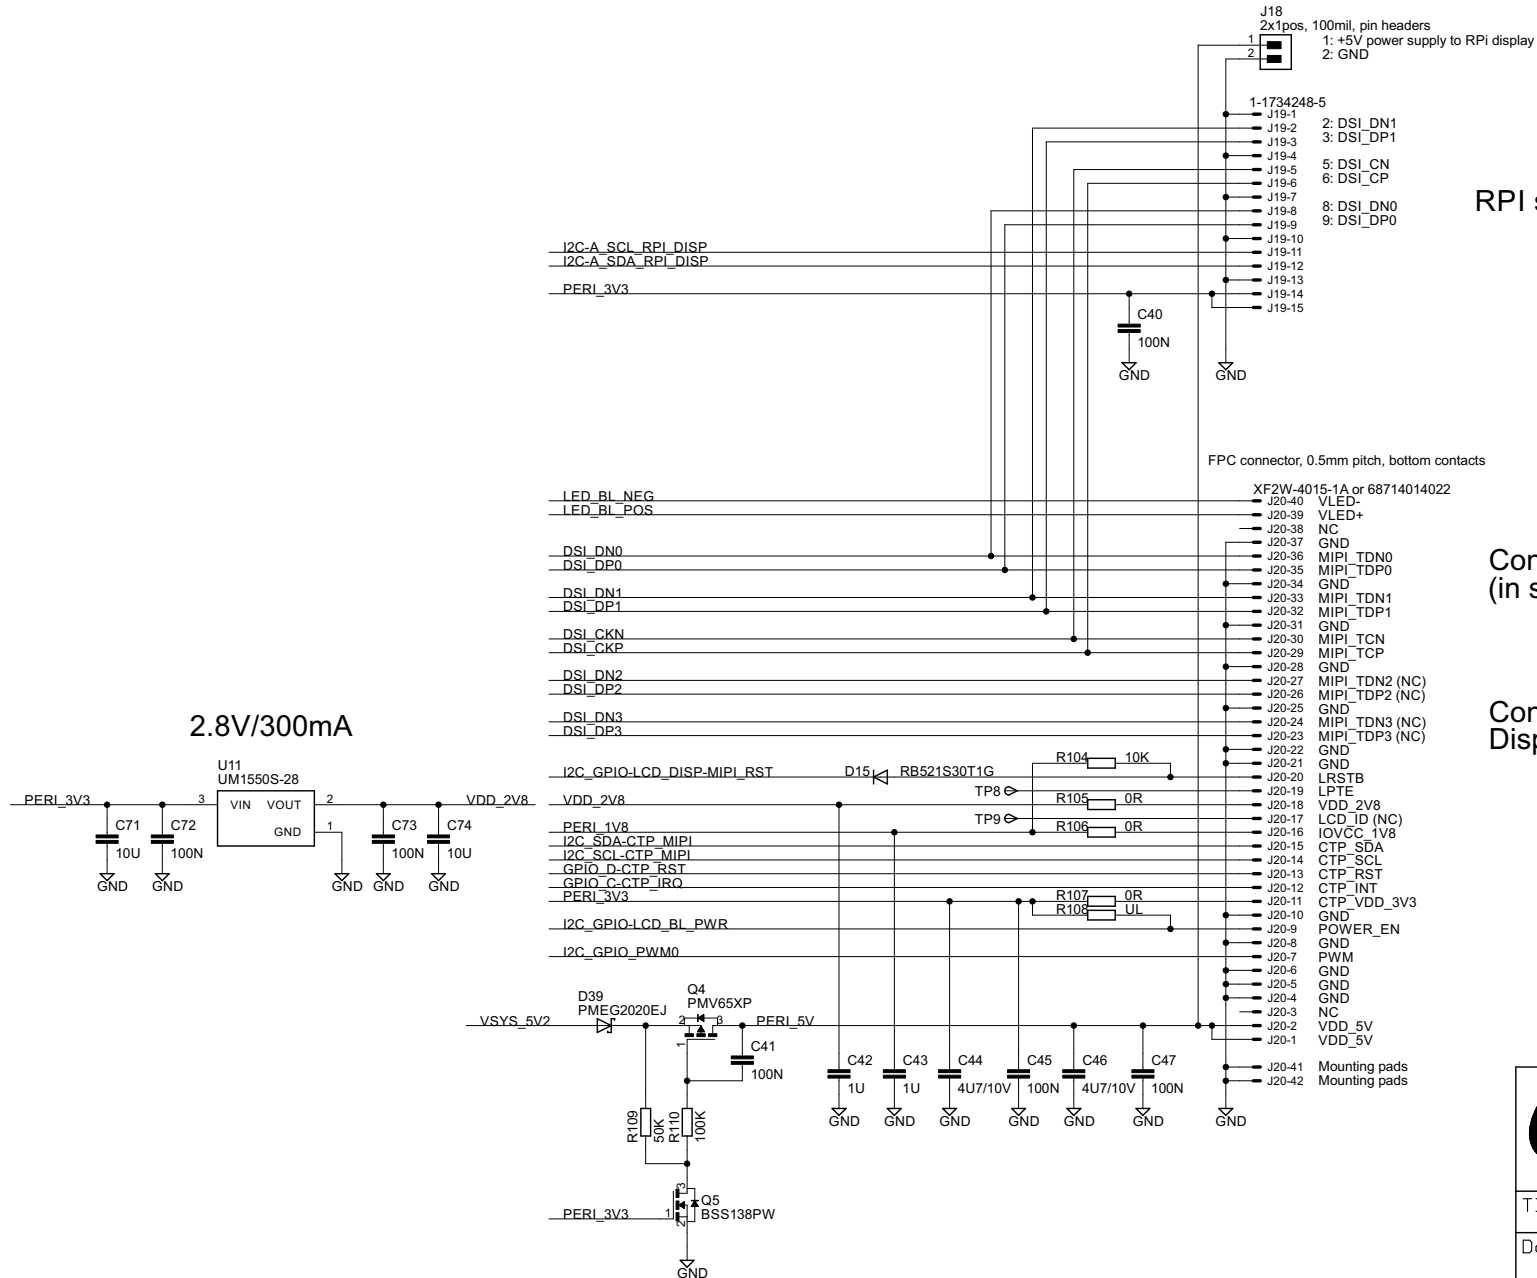 J18
2x1pos, 100mil, pin headers
1 1: +5V power supply to RPi display
2 2: GND
1-1734248-5
J19-1
J19-2 2: DSI_DN1
J19-3 3: DSI_DP1
J19-4
J19-5 5: DSI_CN
J19-6 6: DSI_CP
J19-7
J19-8 8: DSI_DN0
J19-9 9: DSI_DP0
J19-10
I2C-A_SCL_RPI_DISP J19-11
I2C-A_SDA_RPI_DISP J19-12
J19-13
PERI_3V3 J19-14
J19-15
RPI
C40
100N
GND GND
FPC connector, 0.5mm pitch, bottom contacts
XF2W-4015-1A or 68714014022
LED_BL_NEG J20-40 VLED-
LED_BL_POS J20-39 VLED+
J20-38 NC
J20-37 GND
DSI_DN0 J20-36 MIPI_TDN0
DSI_DP0 J20-35 MIPI_TDP0
J20-34 GND
DSI_DN1 J20-33 MIPI_TDN1
DSI_DP1 J20-32 MIPI_TDP1
J20-31 GND
DSI_CKN J20-30 MIPI_TCN
DSI_CKP J20-29 MIPI_TCP
J20-28 GND
DSI_DN2 J20-27 MIPI_TDN2 (NC)
DSI_DP2 J20-26 MIPI_TDP2 (NC)
J20-25 GND
DSI_DN3 J20-24 MIPI_TDN3 (NC)
DSI_DP3 J20-23 MIPI_TDP3 (NC)
J20-22 GND
R104 10K J20-21 GND
I2C_GPIO-LCD_DISP-MIPI_RST D15 RB521S30T1G J20-20 LRSTB
TP8 J20-19 LPTE
VDD_2V8 R105 0R J20-18 VDD_2V8
TP9 J20-17 LCD_ID (NC)
PERI_1V8 R106 0R J20-16 IOVCC_1V8
I2C_SDA-CTP_MIPI J20-15 CTP_SDA
I2C_SCL-CTP_MIPI J20-14 CTP_SCL
GPIO_D-CTP_RST J20-13 CTP_RST
GPIO_C-CTP_IRQ J20-12 CTP_INT
PERI_3V3 R107 0R J20-11 CTP_VDD_3V3
R108 UL J20-10 GND
I2C_GPIO-LCD_BL_PWR J20-9 POWER_EN
J20-8 GND
I2C_GPIO_PWM0 J20-7 PWM
J20-6 GND
J20-5 GND
J20-4 GND
J20-3 NC
J20-2 VDD_5V
J20-1 VDD_5V
J20-41 Mounting pads
J20-42 Mounting pads
(in
2.8V/300mA
U11
UM1550S-28
PERI_3V3 3 VIN VOUT 2 VDD_2V8
GND 1
C71 C72 C73 C74
10U 100N 100N 10U
GND GND GND GND GND
D39
PMEG2020EJ
Q4
PMV65XP
VSYS_5V2 2 3 PERI_5V
1
C41
100N
C42 C43 C44 C45 C46 C47
1U 1U 4U7/10V 100N 4U7/10V 100N
GND GND GND GND GND GND GND
R109 50K
R110 100K
3
Q5
BSS138PW
PERI_3V3 1
2
GND